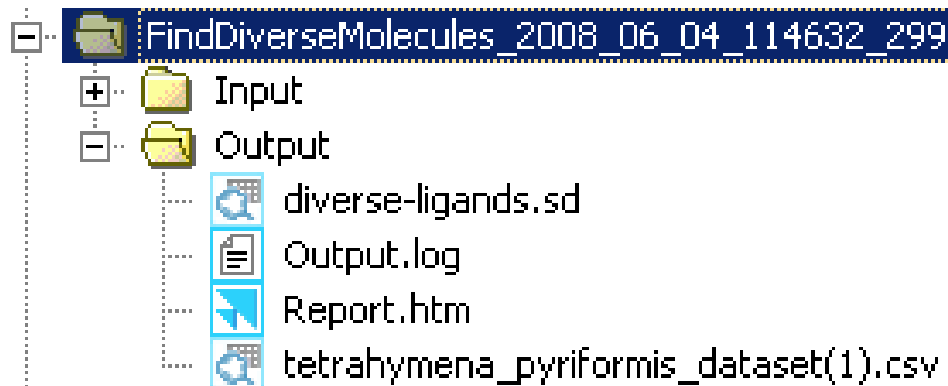 FindDiverseMolecules_2008_06_04_114632_299
Input
Output
diverse-ligands.sd
Output.log
Report.htm
tetrahymena_pyriformis_dataset(1).csv